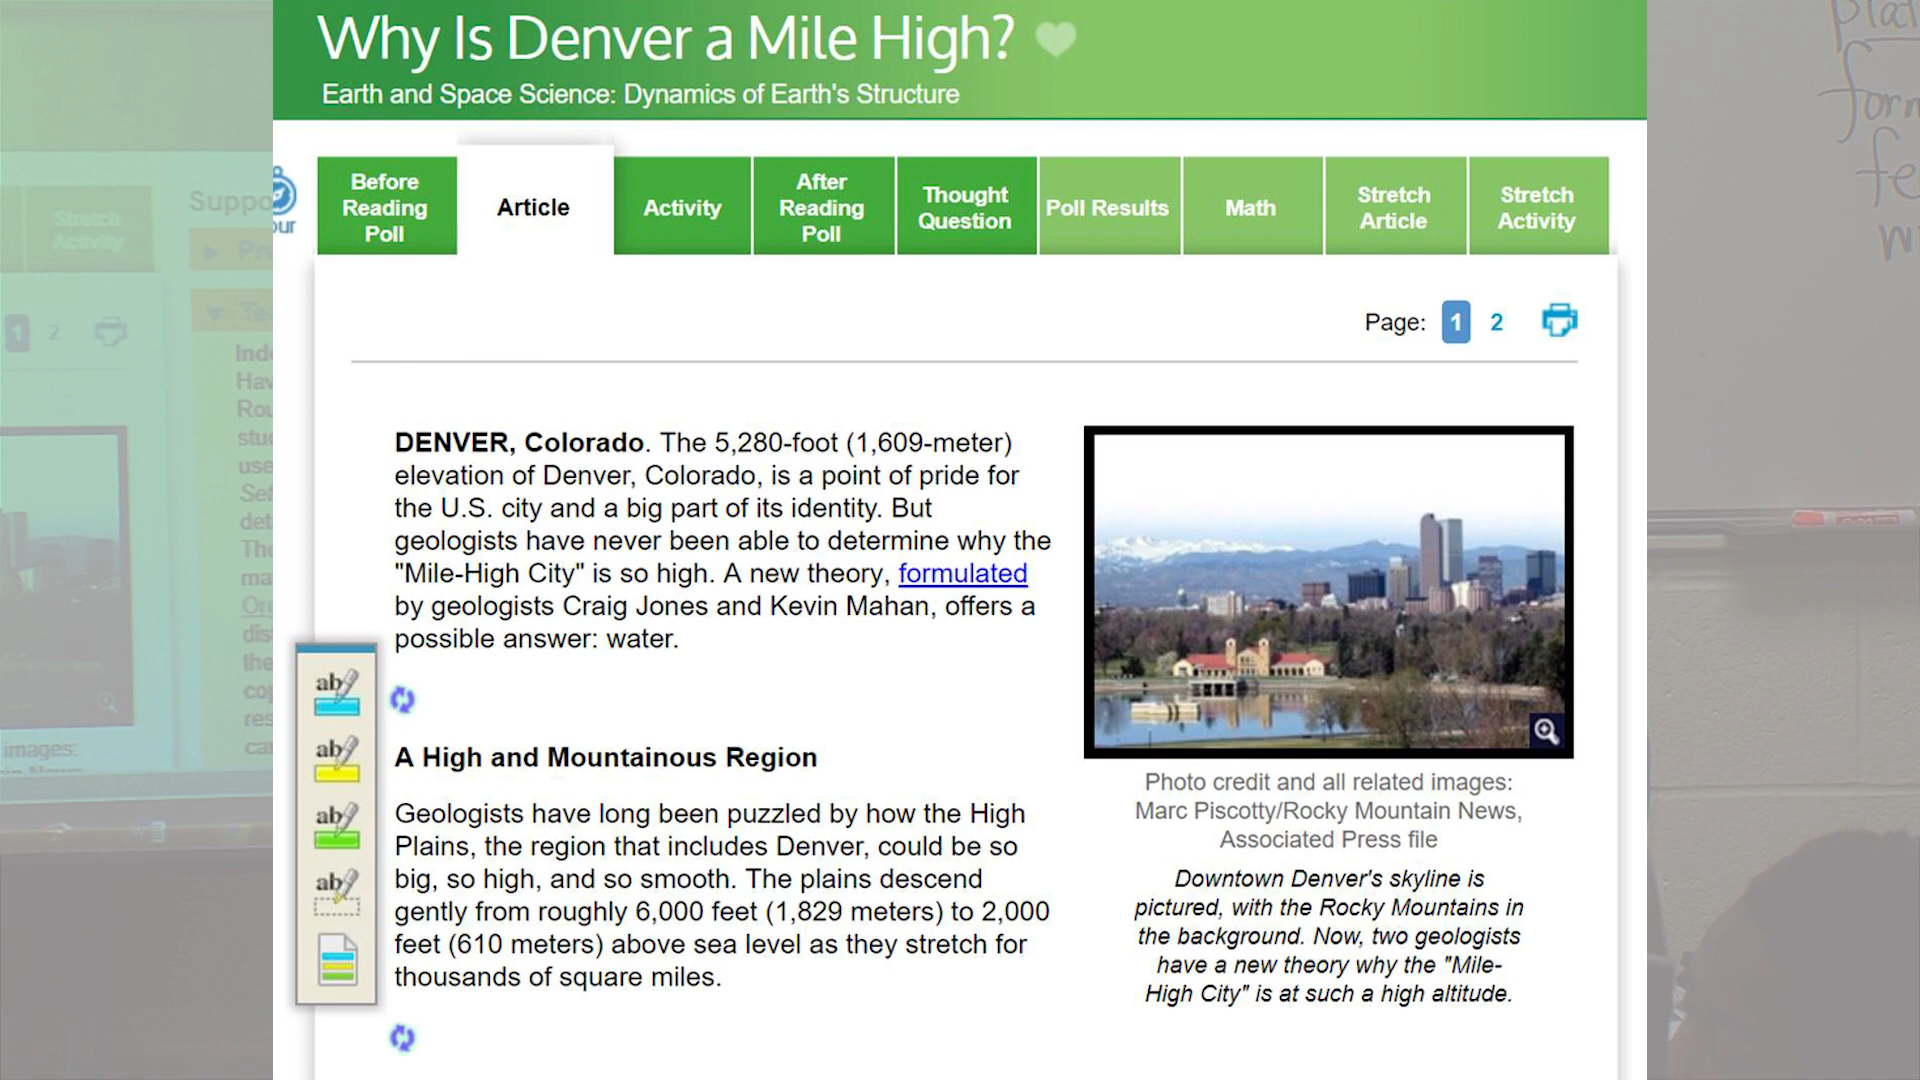 Why Is Denver a Mile High?
Earth and Space Science: Dynamics of Earth's Structure
Before
Reading
Poll
Article
Activity
After
Reading
Poll
Thought
Question
Poll Results
Math
Stretch
Article
Stretch
Activity
Page: 1 2
DENVER, Colorado. The 5,280-foot (1,609-meter)
elevation of Denver, Colorado, is a point of pride for
the U.S. city and a big part of its identity. But
geologists have never been able to determine why the
"Mile-High City" is so high. A new theory, formulated
by geologists Craig Jones and Kevin Mahan, offers a
possible answer: water.
A High and Mountainous Region
Geologists have long been puzzled by how the High
Plains, the region that includes Denver, could be so
big, so high, and so smooth. The plains descend
gently from roughly 6,000 feet (1,829 meters) to 2,000
feet (610 meters) above sea level as they stretch for
thousands of square miles.
Photo credit and all related images:
Marc Piscotty/Rocky Mountain News,
Associated Press file
Downtown Denver's skyline is
pictured, with the Rocky Mountains in
the background. Now, two geologists
have a new theory why the "Mile-
High City" is at such a high altitude.
ab
ab
ab
ab
Stretch
Activity
1 2
images: